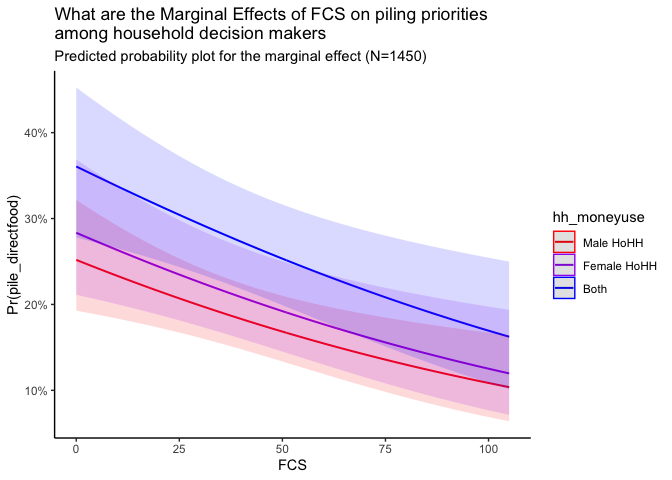 What are the Marginal Effects of FCS on piling priorities
among household decision makers
Predicted probability plot for the marginal effect (N=1450)
Pr(pile_directfood)
40%
30%
20%
10%
0
25
50
75
100
FCS
hh_moneyuse
Male HoHH
Female HoHH
Both